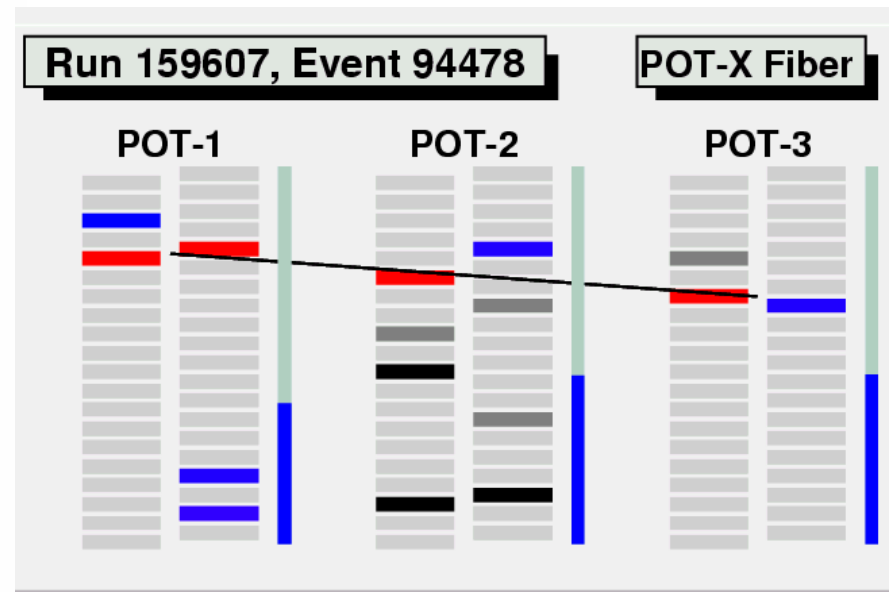 Run 159607, Event 94478
POT-X Fiber
POT-1
POT-2
POT-3